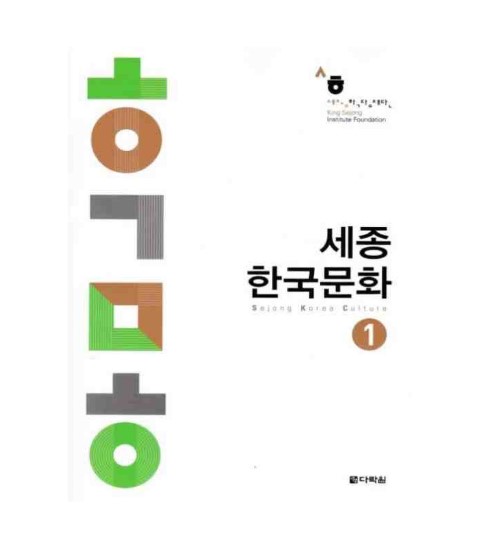 King Sejong
Institute Foundation
세종
한국문화
Sejong Korea Culture
1
다락원